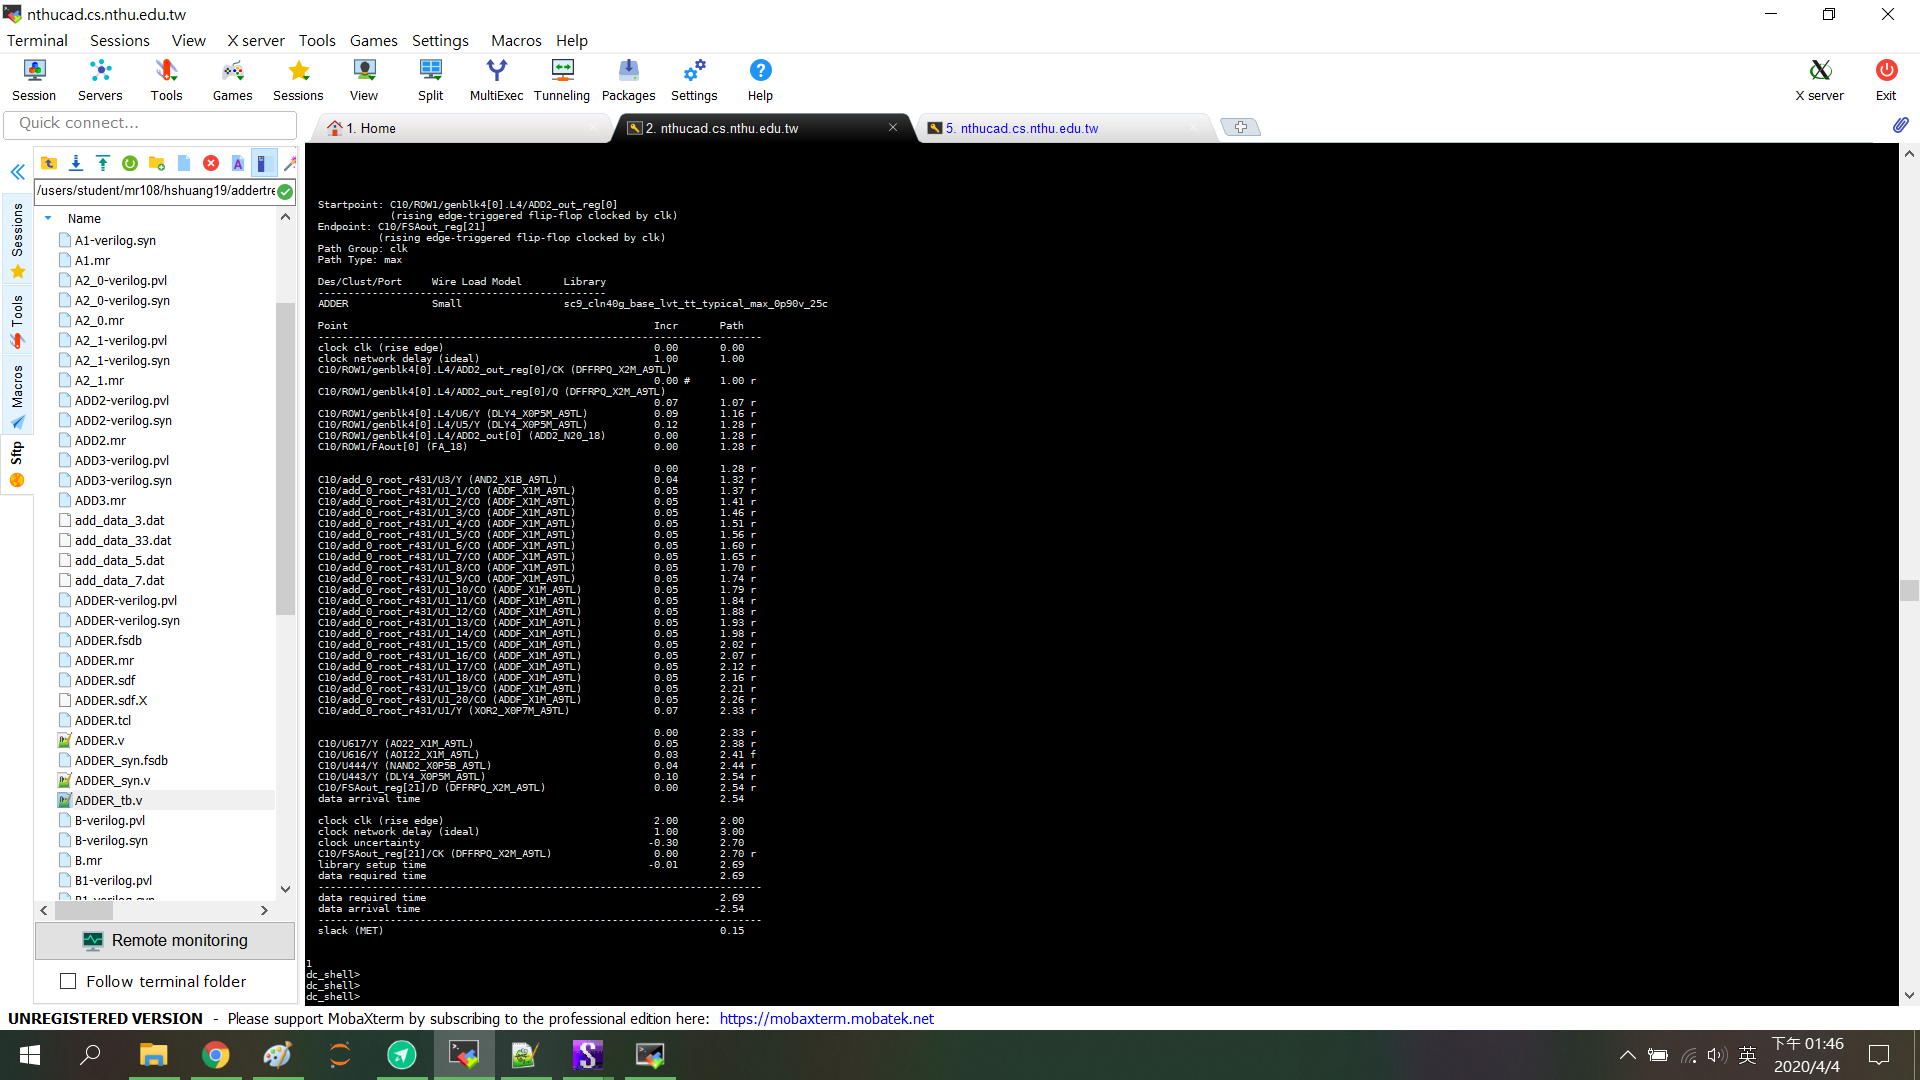 nthucad.cs.nthu.edu.tw
Terminal Sessions View X server Tools Games Settings Macros Help
Session Servers Tools Games Sessions View Split MultiExec Tunneling Packages Settings Help X server Exit
Quick connect...
1. Home
2. nthucad.cs.nthu.edu.tw
5. nthucad.cs.nthu.edu.tw
Sessions
Tools
Macros
Sftp
/users/student/mr108/hshuang19/addertre
Name
A1-verilog.syn
A1.mr
A2_0-verilog.pvl
A2_0-verilog.syn
A2_0.mr
A2_1-verilog.pvl
A2_1-verilog.syn
A2_1.mr
ADD2-verilog.pvl
ADD2-verilog.syn
ADD2.mr
ADD3-verilog.pvl
ADD3-verilog.syn
ADD3.mr
add_data_3.dat
add_data_33.dat
add_data_5.dat
add_data_7.dat
ADDER-verilog.pvl
ADDER-verilog.syn
ADDER.fsdb
ADDER.mr
ADDER.sdf
ADDER.sdf.X
ADDER.tcl
ADDER.v
ADDER_syn.fsdb
ADDER_syn.v
ADDER_tb.v
B-verilog.pvl
B-verilog.syn
B.mr
B1-verilog.pvl
B1-verilog.syn
Remote monitoring
Follow terminal folder
Startpoint: C10/ROW1/genblk4[0].L4/ADD2_out_reg[0]
(rising edge-triggered flip-flop clocked by clk)
Endpoint: C10/FSAout_reg[21]
(rising edge-triggered flip-flop clocked by clk)
Path Group: clk
Path Type: max
Des/Clust/Port Wire Load Model Library
------------------------------------------------
ADDER Small sc9_cln40g_base_lvt_tt_typical_max_0p90v_25c
Point Incr Path
--------------------------------------------------------------------------
clock clk (rise edge) 0.00 0.00
clock network delay (ideal) 1.00 1.00
C10/ROW1/genblk4[0].L4/ADD2_out_reg[0]/CK (DFFRPQ_X2M_A9TL)
0.00 # 1.00 r
C10/ROW1/genblk4[0].L4/ADD2_out_reg[0]/Q (DFFRPQ_X2M_A9TL)
0.07 1.07 r
C10/ROW1/genblk4[0].L4/U6/Y (DLY4_X0P5M_A9TL) 0.09 1.16 r
C10/ROW1/genblk4[0].L4/U5/Y (DLY4_X0P5M_A9TL) 0.12 1.28 r
C10/ROW1/genblk4[0].L4/ADD2_out[0] (ADD2_N20_18) 0.00 1.28 r
C10/ROW1/FAout[0] (FA_18) 0.00 1.28 r
0.00 1.28 r
C10/add_0_root_r431/U3/Y (AND2_X1B_A9TL) 0.04 1.32 r
C10/add_0_root_r431/U1_1/CO (ADDF_X1M_A9TL) 0.05 1.37 r
C10/add_0_root_r431/U1_2/CO (ADDF_X1M_A9TL) 0.05 1.41 r
C10/add_0_root_r431/U1_3/CO (ADDF_X1M_A9TL) 0.05 1.46 r
C10/add_0_root_r431/U1_4/CO (ADDF_X1M_A9TL) 0.05 1.51 r
C10/add_0_root_r431/U1_5/CO (ADDF_X1M_A9TL) 0.05 1.56 r
C10/add_0_root_r431/U1_6/CO (ADDF_X1M_A9TL) 0.05 1.60 r
C10/add_0_root_r431/U1_7/CO (ADDF_X1M_A9TL) 0.05 1.65 r
C10/add_0_root_r431/U1_8/CO (ADDF_X1M_A9TL) 0.05 1.70 r
C10/add_0_root_r431/U1_9/CO (ADDF_X1M_A9TL) 0.05 1.74 r
C10/add_0_root_r431/U1_10/CO (ADDF_X1M_A9TL) 0.05 1.79 r
C10/add_0_root_r431/U1_11/CO (ADDF_X1M_A9TL) 0.05 1.84 r
C10/add_0_root_r431/U1_12/CO (ADDF_X1M_A9TL) 0.05 1.88 r
C10/add_0_root_r431/U1_13/CO (ADDF_X1M_A9TL) 0.05 1.93 r
C10/add_0_root_r431/U1_14/CO (ADDF_X1M_A9TL) 0.05 1.98 r
C10/add_0_root_r431/U1_15/CO (ADDF_X1M_A9TL) 0.05 2.02 r
C10/add_0_root_r431/U1_16/CO (ADDF_X1M_A9TL) 0.05 2.07 r
C10/add_0_root_r431/U1_17/CO (ADDF_X1M_A9TL) 0.05 2.12 r
C10/add_0_root_r431/U1_18/CO (ADDF_X1M_A9TL) 0.05 2.16 r
C10/add_0_root_r431/U1_19/CO (ADDF_X1M_A9TL) 0.05 2.21 r
C10/add_0_root_r431/U1_20/CO (ADDF_X1M_A9TL) 0.05 2.26 r
C10/add_0_root_r431/U1/Y (XOR2_X0P7M_A9TL) 0.07 2.33 r
0.00 2.33 r
C10/U617/Y (AO22_X1M_A9TL) 0.05 2.38 r
C10/U616/Y (AOI22_X1M_A9TL) 0.03 2.41 f
C10/U444/Y (NAND2_X0P5B_A9TL) 0.04 2.44 r
C10/U443/Y (DLY4_X0P5M_A9TL) 0.10 2.54 r
C10/FSAout_reg[21]/D (DFFRPQ_X2M_A9TL) 0.00 2.54 r
data arrival time 2.54
clock clk (rise edge) 2.00 2.00
clock network delay (ideal) 1.00 3.00
clock uncertainty -0.30 2.70
C10/FSAout_reg[21]/CK (DFFRPQ_X2M_A9TL) 0.00 2.70 r
library setup time -0.01 2.69
data required time 2.69
--------------------------------------------------------------------------
data required time 2.69
data arrival time -2.54
--------------------------------------------------------------------------
slack (MET) 0.15
1
dc_shell>
dc_shell>
dc_shell>
UNREGISTERED VERSION - Please support MobaXterm by subscribing to the professional edition here: https://mobaxterm.mobatek.net
英
下午 01:46
2020/4/4